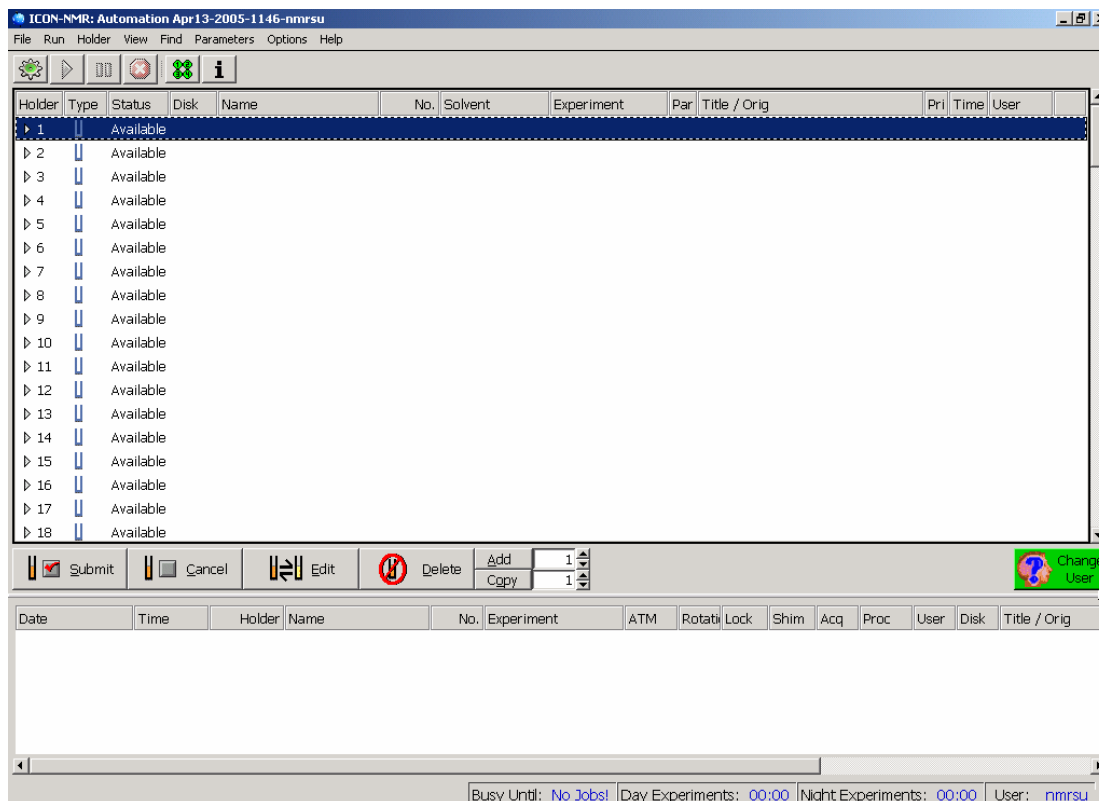 ICON-NMR: Automation Apr13-2005-1146-nmrsu
File Run Holder View Find Parameters Options Help
Holder Type Status Disk Name No. Solvent Experiment Par Title / Orig Pri Time User
1 Available
2 Available
3 Available
4 Available
5 Available
6 Available
7 Available
8 Available
9 Available
10 Available
11 Available
12 Available
13 Available
14 Available
15 Available
16 Available
17 Available
18 Available
Submit Cancel Edit Delete Add 1 Change
Copy 1 User
Date Time Holder Name No. Experiment ATM Rotati Lock Shim Acq Proc User Disk Title / Orig
Busy Until: No Jobs! Day Experiments: 00:00 Night Experiments: 00:00 User: nmrsu